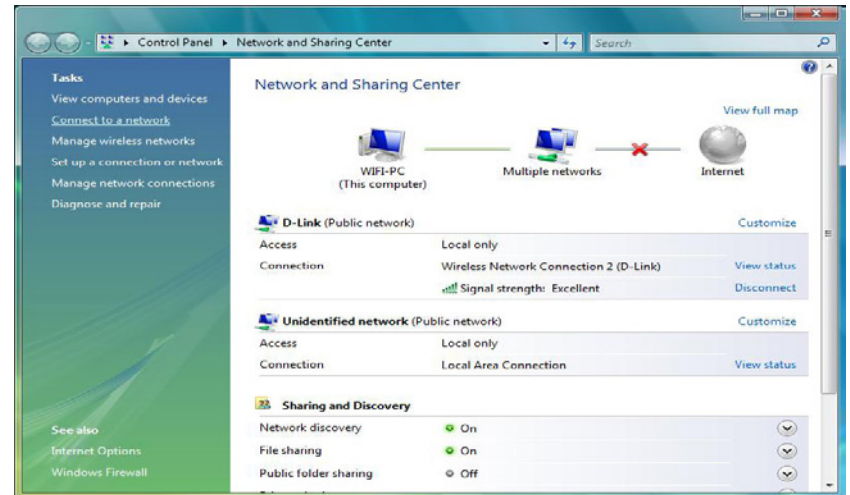 Control Panel Network and Sharing Center Search
Tasks
View computers and devices
Connect to a network
Manage wireless networks
Set up a connection or network
Manage network connections
Diagnose and repair
See also
Internet Options
Windows Firewall
Network and Sharing Center
View full map
WIFI-PC
(This computer)
Multiple networks
Internet
D-Link (Public network) Customize
Access Local only
Connection Wireless Network Connection 2 (D-Link) View status
Signal strength: Excellent Disconnect
Unidentified network (Public network) Customize
Access Local only
Connection Local Area Connection View status
Sharing and Discovery
Network discovery On
File sharing On
Public folder sharing Off